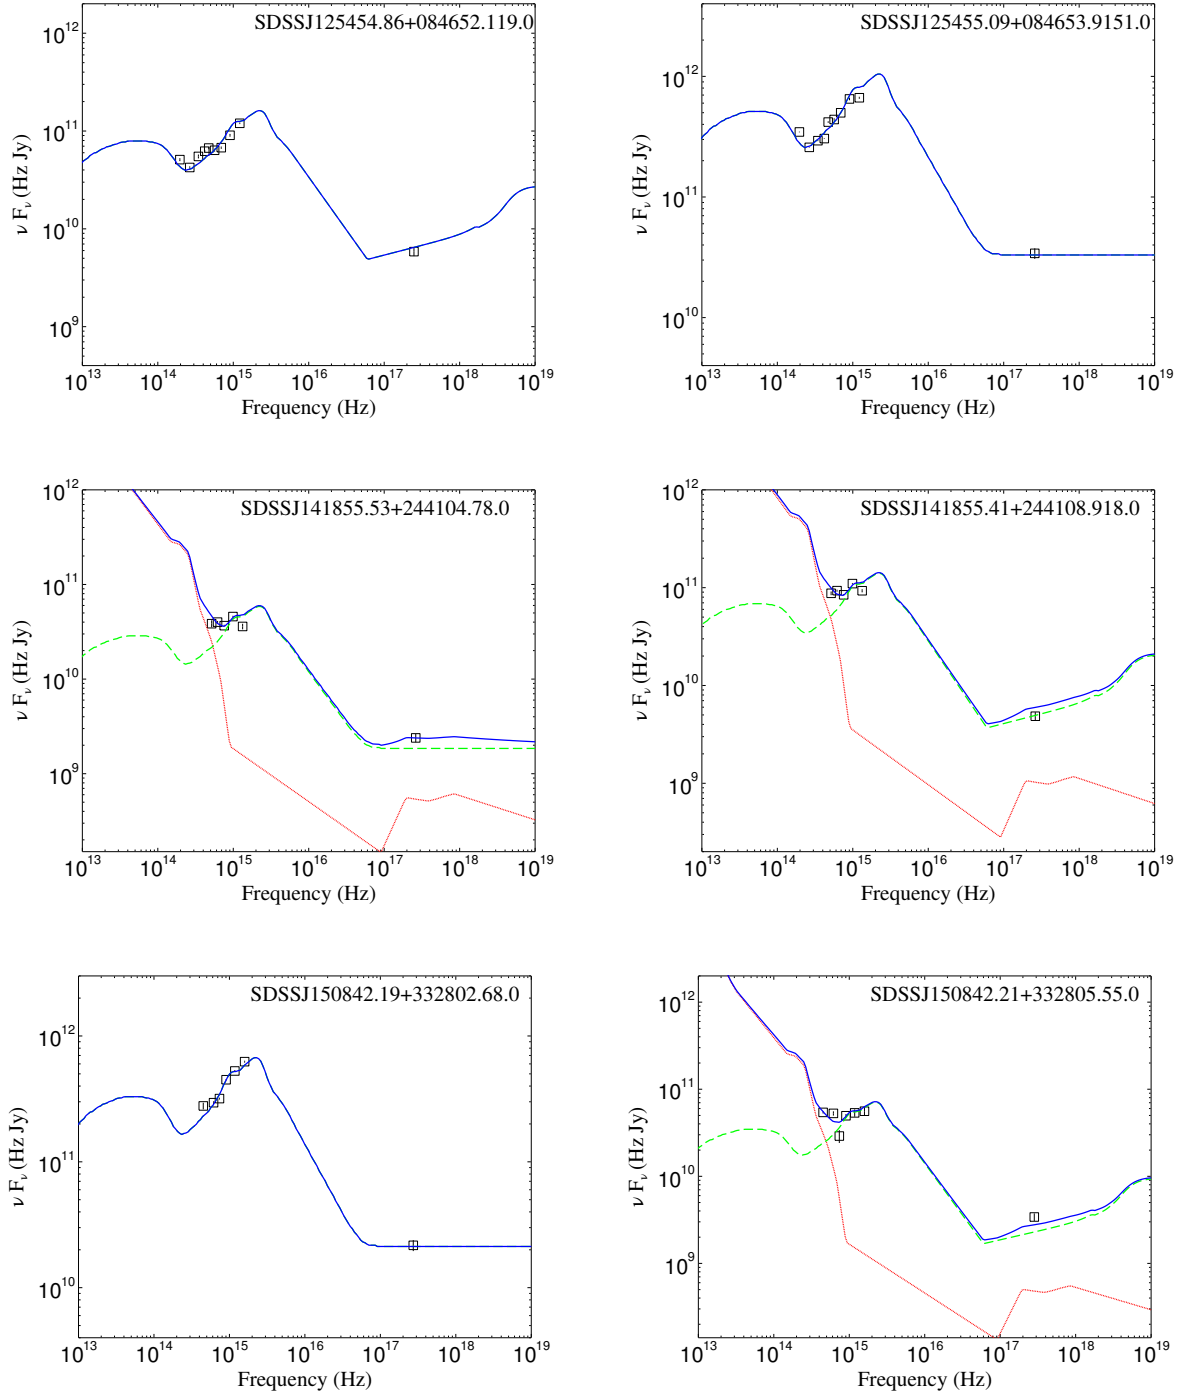 SDSSJ125454.86+084652.119.0
10^12
10^11
10^10
10^9
ν F_ν (Hz Jy)
10^13 10^14 10^15 10^16 10^17 10^18 10^19
Frequency (Hz)
SDSSJ125455.09+084653.9151.0
10^12
10^11
10^10
ν F_ν (Hz Jy)
10^13 10^14 10^15 10^16 10^17 10^18 10^19
Frequency (Hz)
SDSSJ141855.53+244104.78.0
10^12
10^11
10^10
10^9
ν F_ν (Hz Jy)
10^13 10^14 10^15 10^16 10^17 10^18 10^19
Frequency (Hz)
SDSSJ141855.41+244108.918.0
10^12
10^11
10^10
10^9
ν F_ν (Hz Jy)
10^13 10^14 10^15 10^16 10^17 10^18 10^19
Frequency (Hz)
SDSSJ150842.19+332802.68.0
10^12
10^11
10^10
ν F_ν (Hz Jy)
10^13 10^14 10^15 10^16 10^17 10^18 10^19
Frequency (Hz)
SDSSJ150842.21+332805.55.0
10^12
10^11
10^10
10^9
ν F_ν (Hz Jy)
10^13 10^14 10^15 10^16 10^17 10^18 10^19
Frequency (Hz)